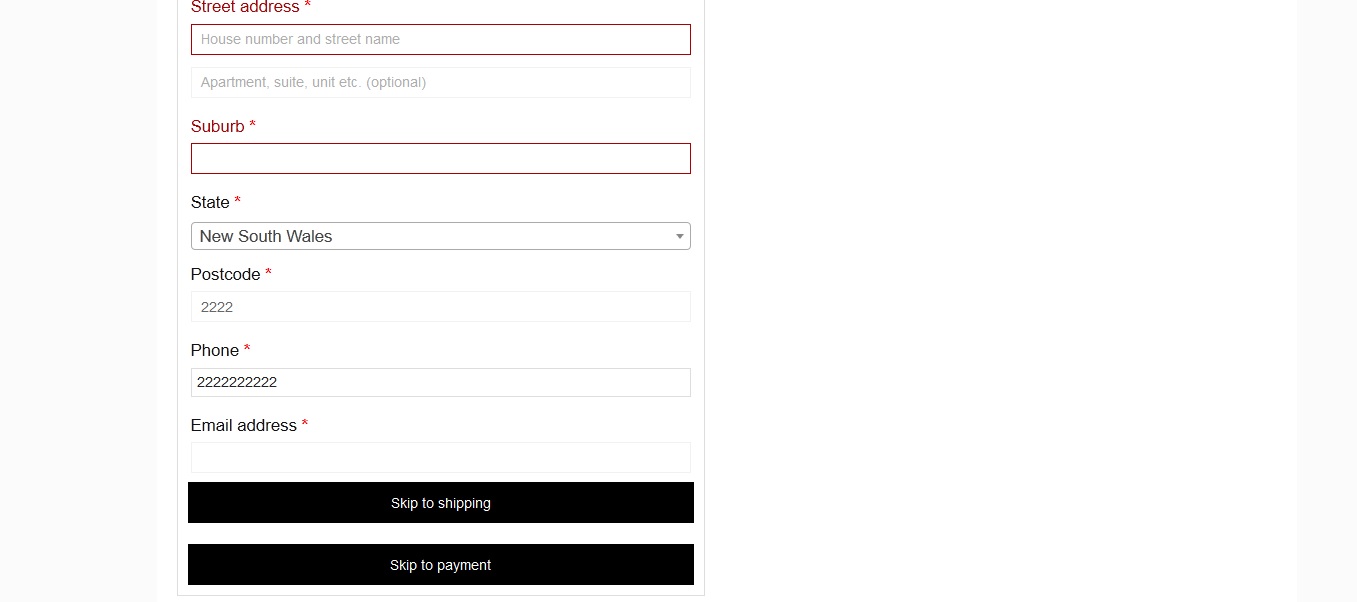 Street address *
House number and street name
Apartment, suite, unit etc. (optional)
Suburb *
State *
New South Wales
Postcode *
2222
Phone *
2222222222
Email address *
Skip to shipping
Skip to payment